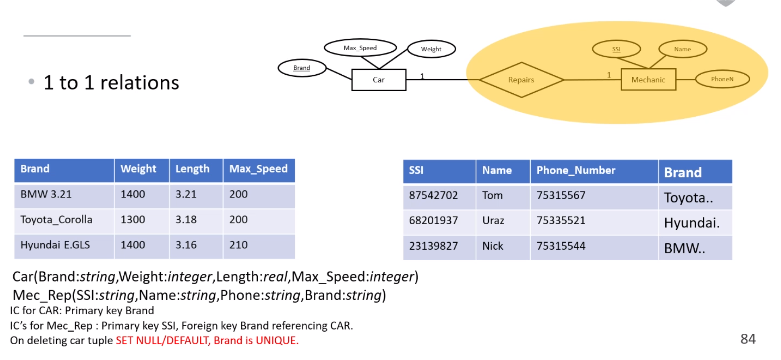 • 1 to 1 relations
Max_Speed
Weight
Brand
Car
1
Repairs
1
Mechanic
SSI
Name
PhoneN
Brand Weight Length Max_Speed
BMW 3.21 1400 3.21 200
Toyota_Corolla 1300 3.18 200
Hyundai E.GLS 1400 3.16 210
SSI Name Phone_Number Brand
87542702 Tom 75315567 Toyota..
68201937 Uraz 75335521 Hyundai.
23139827 Nick 75315544 BMW..
Car(Brand:string,Weight:integer,Length:real,Max_Speed:integer)
Mec_Rep(SSI:string,Name:string,Phone:string,Brand:string)
IC for CAR: Primary key Brand
IC's for Mec_Rep : Primary key SSI, Foreign key Brand referencing CAR.
On deleting car tuple SET NULL/DEFAULT, Brand is UNIQUE.
84